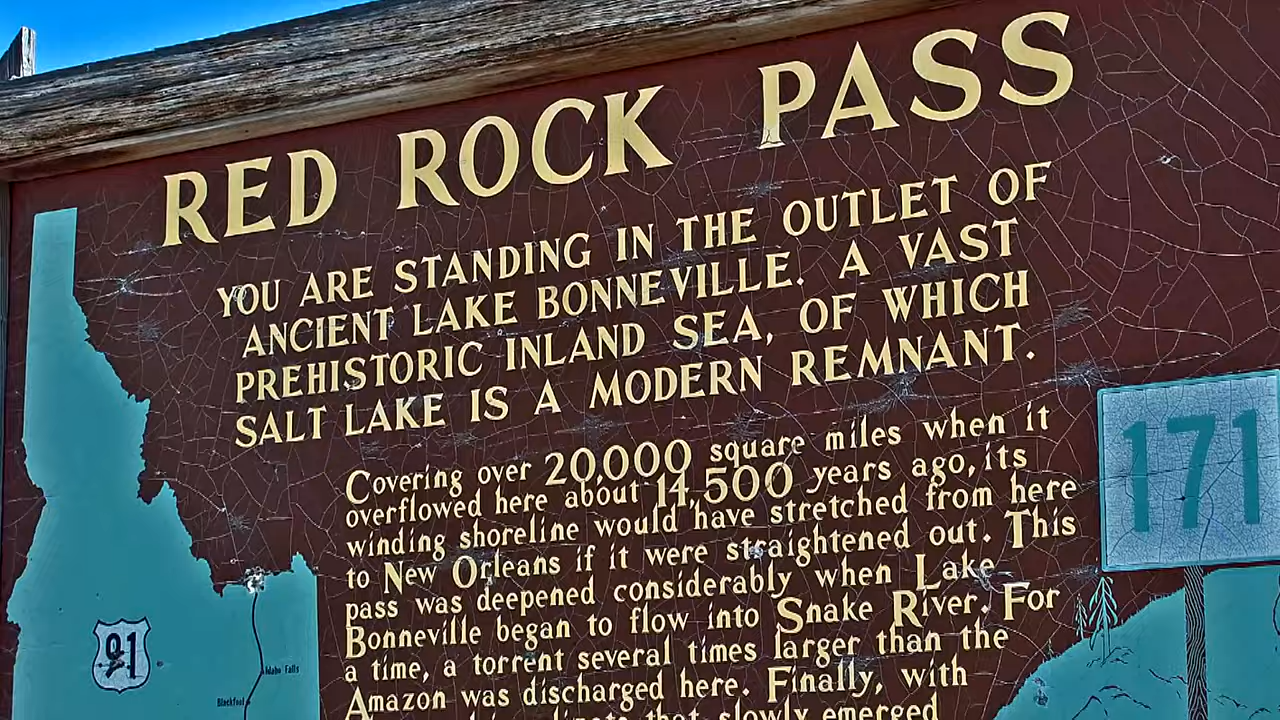 RED ROCK PASS
YOU ARE STANDING IN THE OUTLET OF
ANCIENT LAKE BONNEVILLE. A VAST
PREHISTORIC INLAND SEA, OF WHICH
SALT LAKE IS A MODERN REMNANT.
Covering over 20,000 square miles when it
overflowed here about 14,500 years ago, its
winding shoreline would have stretched from here
to New Orleans if it were straightened out. This
pass was deepened considerably when Lake
Bonneville began to flow into Snake River. For
a time, a torrent several times larger than the
Amazon was discharged here. Finally, with
that slowly emerged
171
91
Idaho Falls
Blackfoot